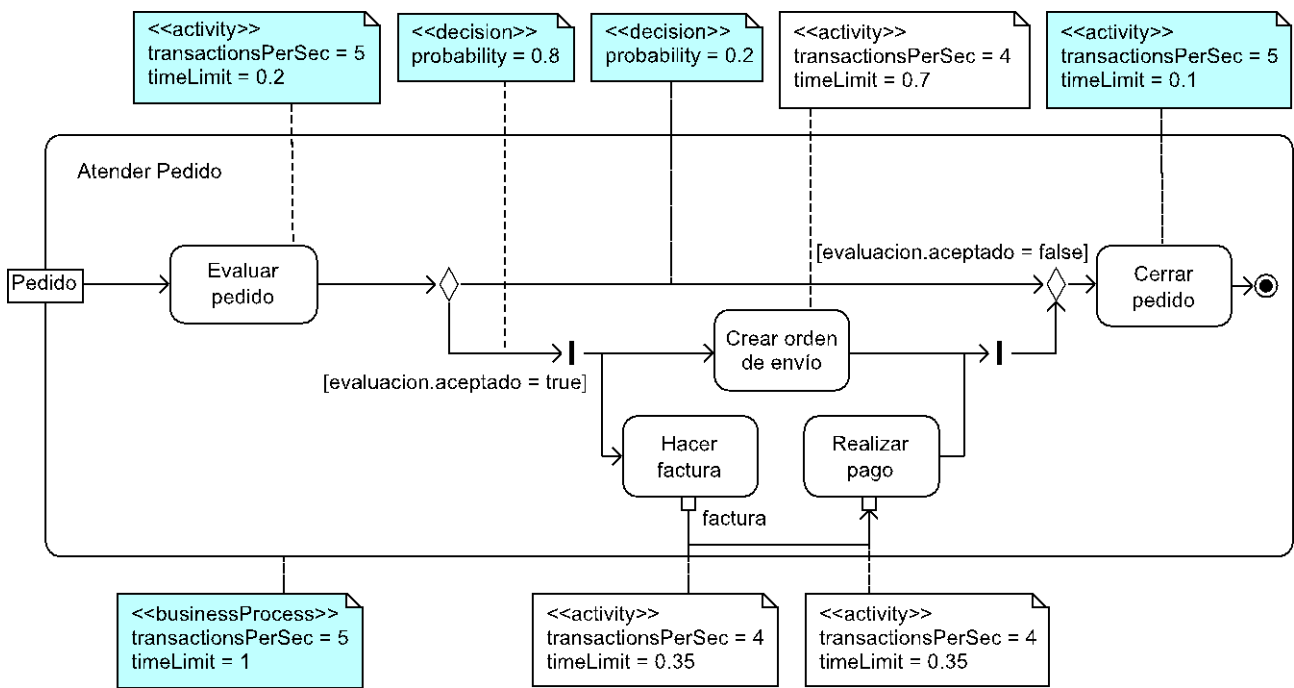 <<activity>>
transactionsPerSec = 5
timeLimit = 0.2
<<decision>>
probability = 0.8
<<decision>>
probability = 0.2
<<activity>>
transactionsPerSec = 4
timeLimit = 0.7
<<activity>>
transactionsPerSec = 5
timeLimit = 0.1
Atender Pedido
Pedido
Evaluar
pedido
[evaluacion.aceptado = false]
Cerrar
pedido
Crear orden
de envío
[evaluacion.aceptado = true]
Hacer
factura
Realizar
pago
factura
<<businessProcess>>
transactionsPerSec = 5
timeLimit = 1
<<activity>>
transactionsPerSec = 4
timeLimit = 0.35
<<activity>>
transactionsPerSec = 4
timeLimit = 0.35